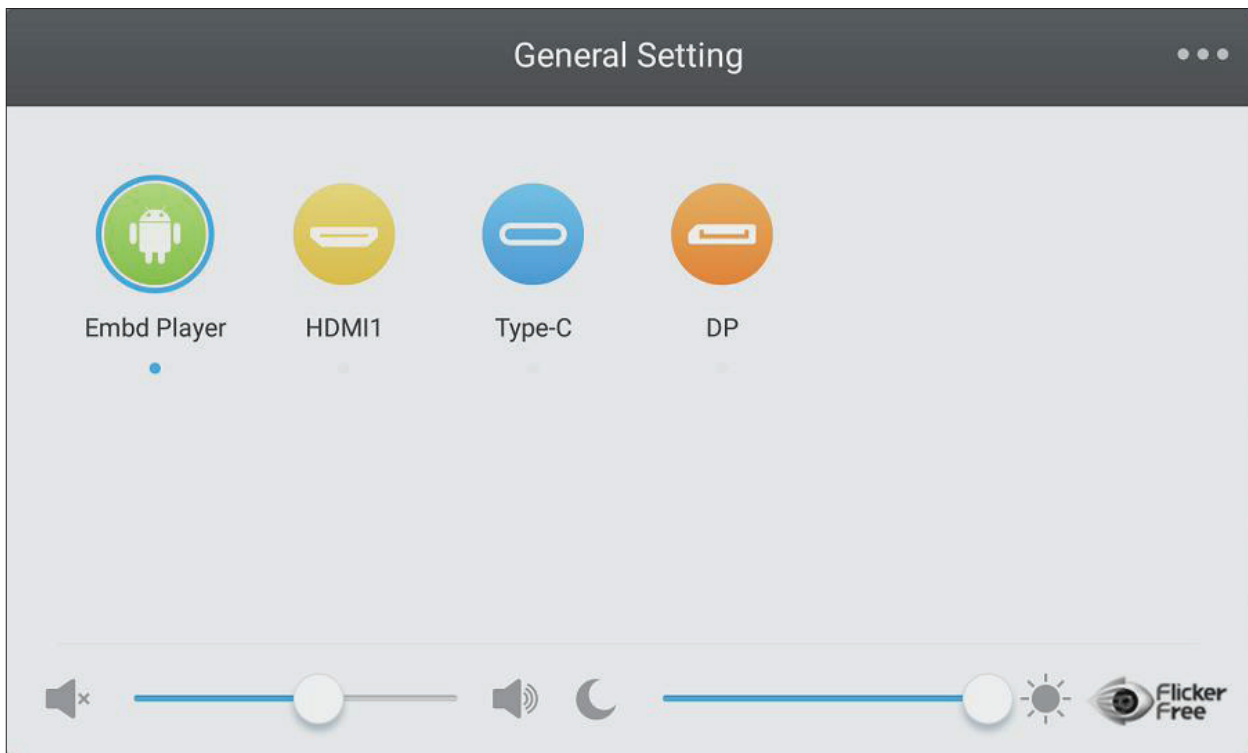 General Setting
Embd Player
HDMI1
Type-C
DP
Flicker
Free